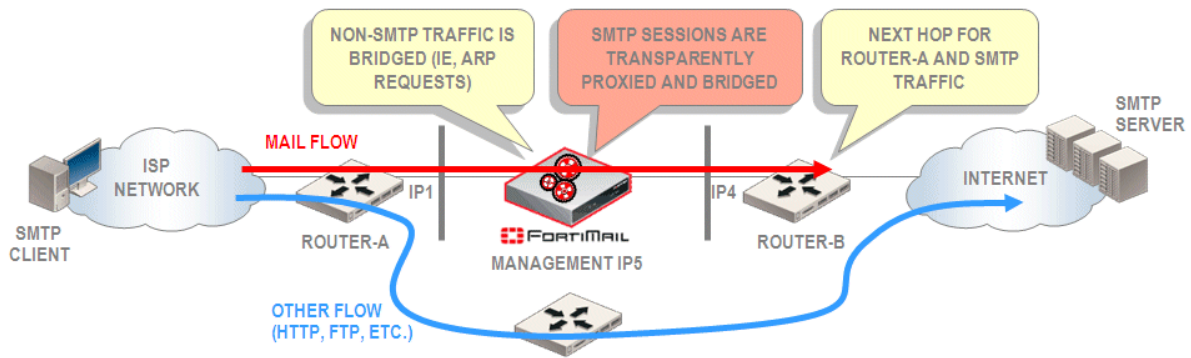 NON-SMTP TRAFFIC IS
BRIDGED (IE, ARP
REQUESTS)
SMTP SESSIONS ARE
TRANSPARENTLY
PROXIED AND BRIDGED
NEXT HOP FOR
ROUTER-A AND SMTP
TRAFFIC
SMTP
SERVER
MAIL FLOW
ISP
NETWORK
IP1
IP4
INTERNET
SMTP
CLIENT
ROUTER-A
FORTIMAIL
ROUTER-B
MANAGEMENT IP5
OTHER FLOW
(HTTP, FTP, ETC.)